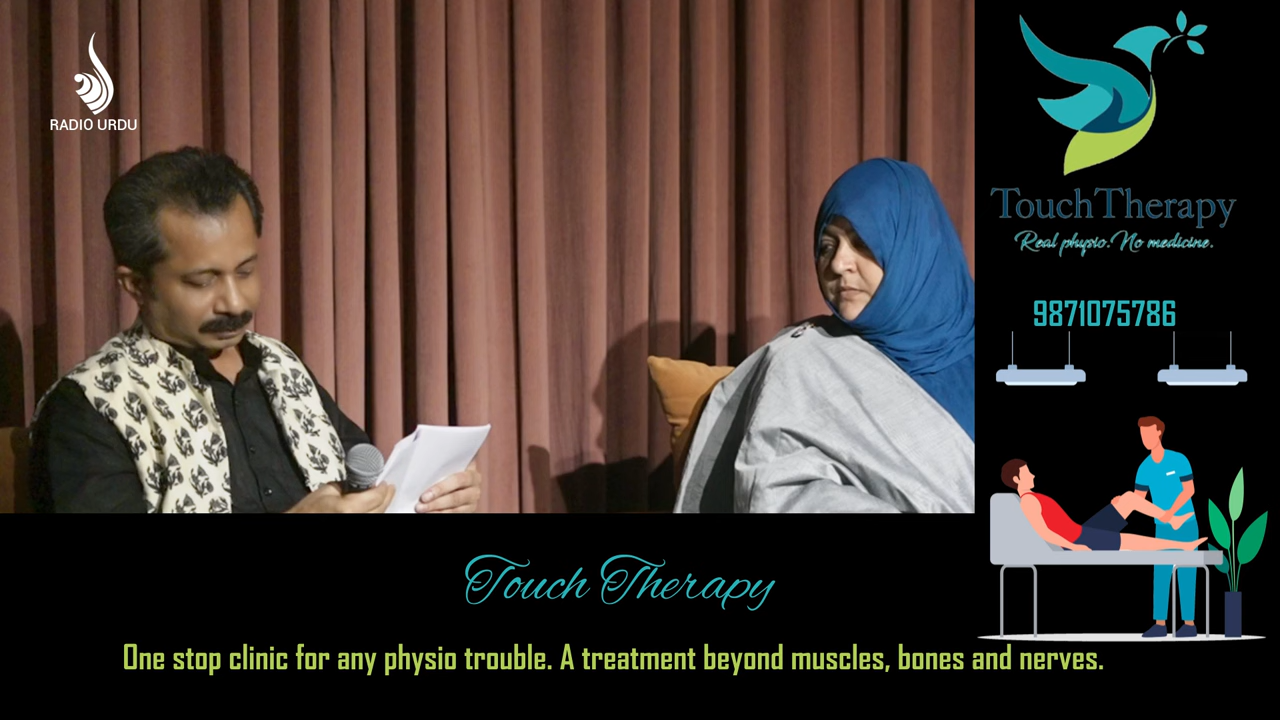 RADIO URDU
TouchTherapy
Real physio. No medicine.
9871075786
Touch Therapy
One stop clinic for any physio trouble. A treatment beyond muscles, bones and nerves.